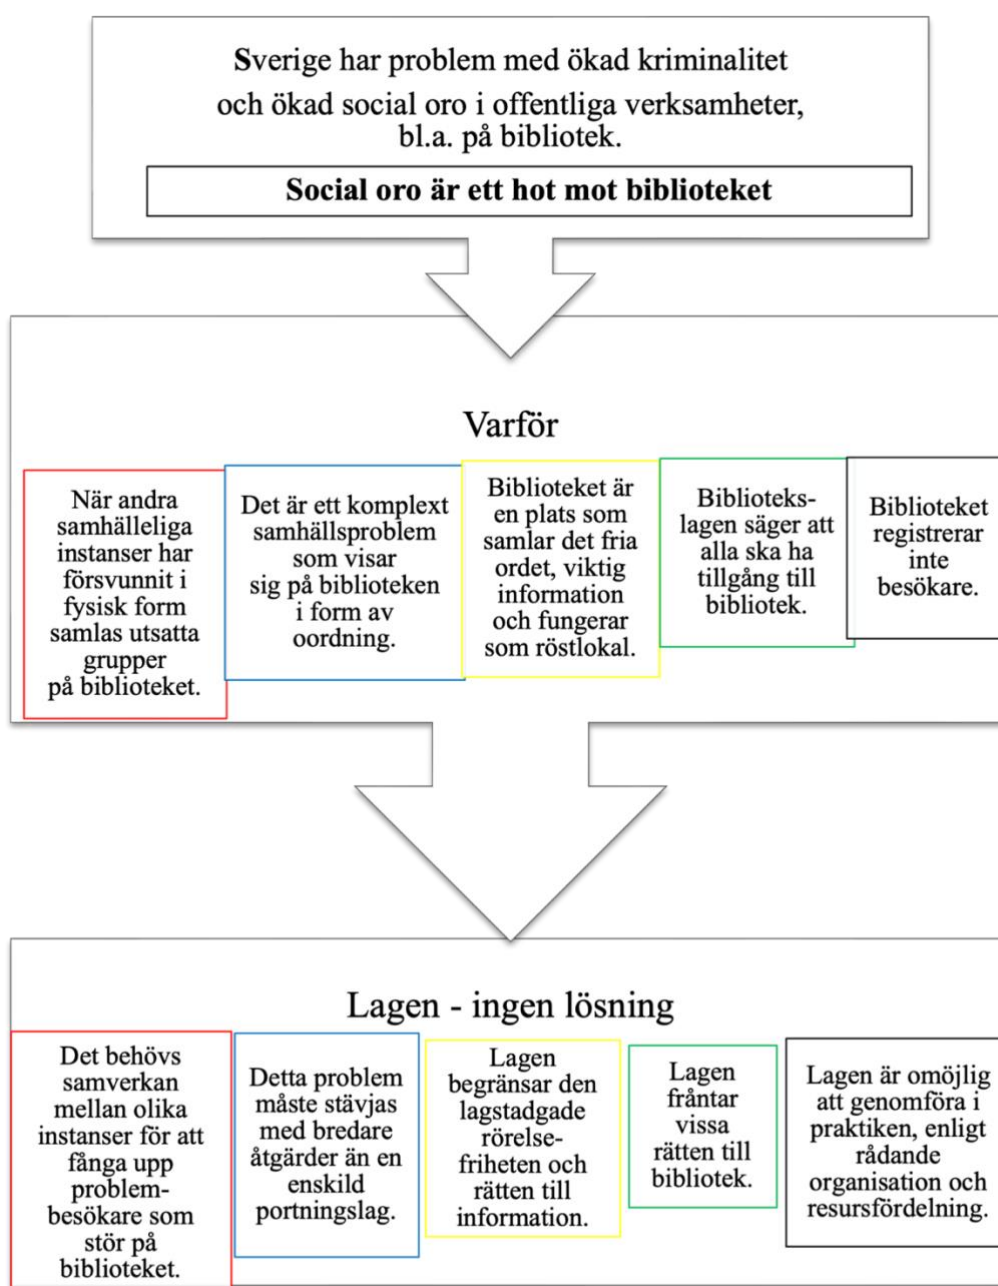 Sverige har problem med ökad kriminalitet
och ökad social oro i offentliga verksamheter,
bl.a. på bibliotek.
Social oro är ett hot mot biblioteket
Varför
När andra
samhälleliga
instanser har
försvunnit i
fysisk form
samlas utsatta
grupper
på biblioteket.
Det är ett komplext
samhällsproblem
som visar
sig på biblioteken
i form av
oordning.
Biblioteket är
en plats som
samlar det fria
ordet, viktig
information
och fungerar
som röstlokal.
Biblioteks-
lagen säger att
alla ska ha
tillgång till
bibliotek.
Biblioteket
registrerar
inte
besökare.
Lagen - ingen lösning
Det behövs
samverkan
mellan olika
instanser för att
fånga upp
problem-
besökare som
stör på
biblioteket.
Detta problem
måste stävjas
med bredare
åtgärder än en
enskild
portningslag.
Lagen
begränsar den
lagstadgade
rörelse-
friheten och
rätten till
information.
Lagen
fråntar
vissa
rätten till
bibliotek.
Lagen är omöjlig
att genomföra i
praktiken, enligt
rådande
organisation och
resursfördelning.